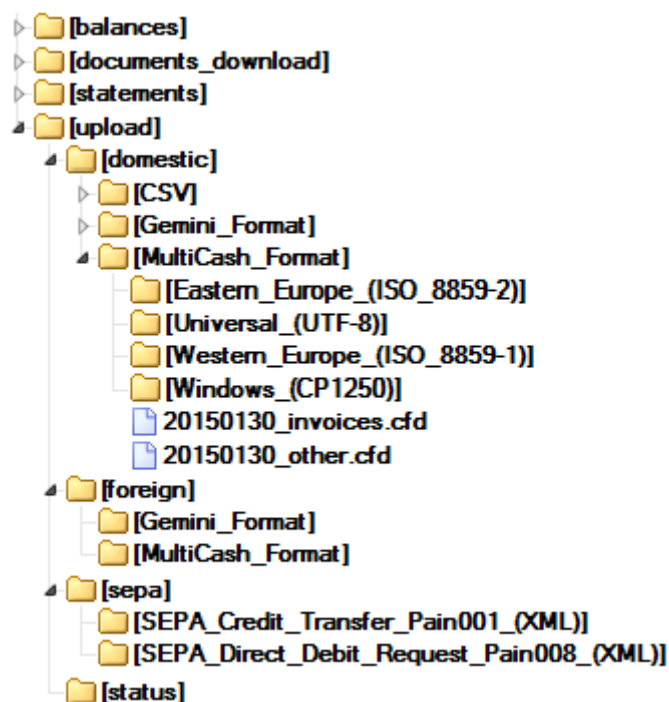 [balances]
[documents_download]
[statements]
[upload]
[domestic]
[CSV]
[Gemini_Format]
[MultiCash_Format]
[Eastern_Europe_(ISO_8859-2)]
[Universal_(UTF-8)]
[Western_Europe_(ISO_8859-1)]
[Windows_(CP1250)]
20150130_invoices.cfd
20150130_other.cfd
[foreign]
[Gemini_Format]
[MultiCash_Format]
[sepa]
[SEPA_Credit_Transfer_Pain001_(XML)]
[SEPA_Direct_Debit_Request_Pain008_(XML)]
[status]